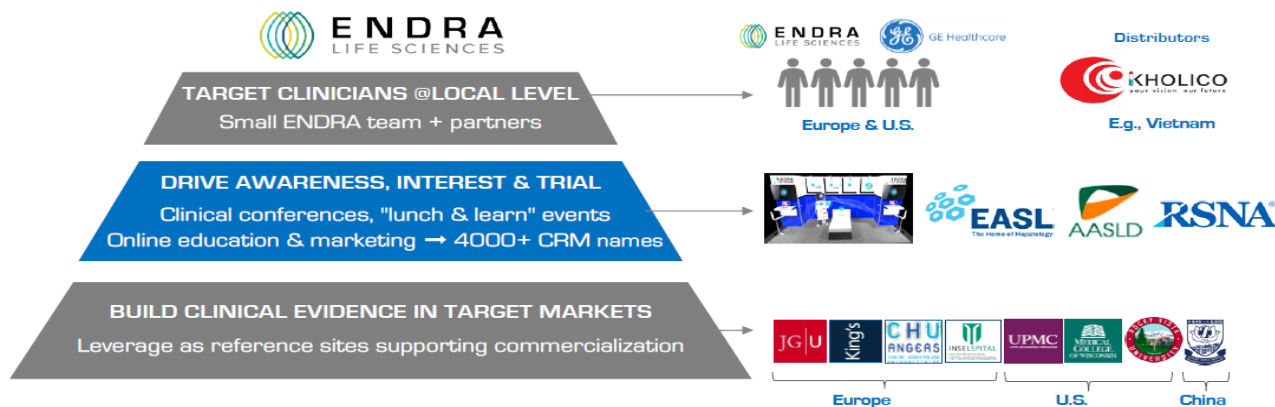 ENDRA
LIFE SCIENCES
TARGET CLINICIANS @LOCAL LEVEL
Small ENDRA team + partners
ENDRA
LIFE SCIENCES
GE Healthcare
Europe & U.S.
Distributors
KHOLICO
your vision, our future
E.g., Vietnam
DRIVE AWARENESS, INTEREST & TRIAL
Clinical conferences, "lunch & learn" events
Online education & marketing → 4000+ CRM names
EASL
The Home of Hepatology
AASLD
RSNA®
BUILD CLINICAL EVIDENCE IN TARGET MARKETS
Leverage as reference sites supporting commercialization
JG|U
King's
CHU
ANGERS
INSELSPITAL
UPMC
MEDICAL
COLLEGE
OF WISCONSIN
ROCKY VISTA
UNIVERSITY
Europe
U.S.
China